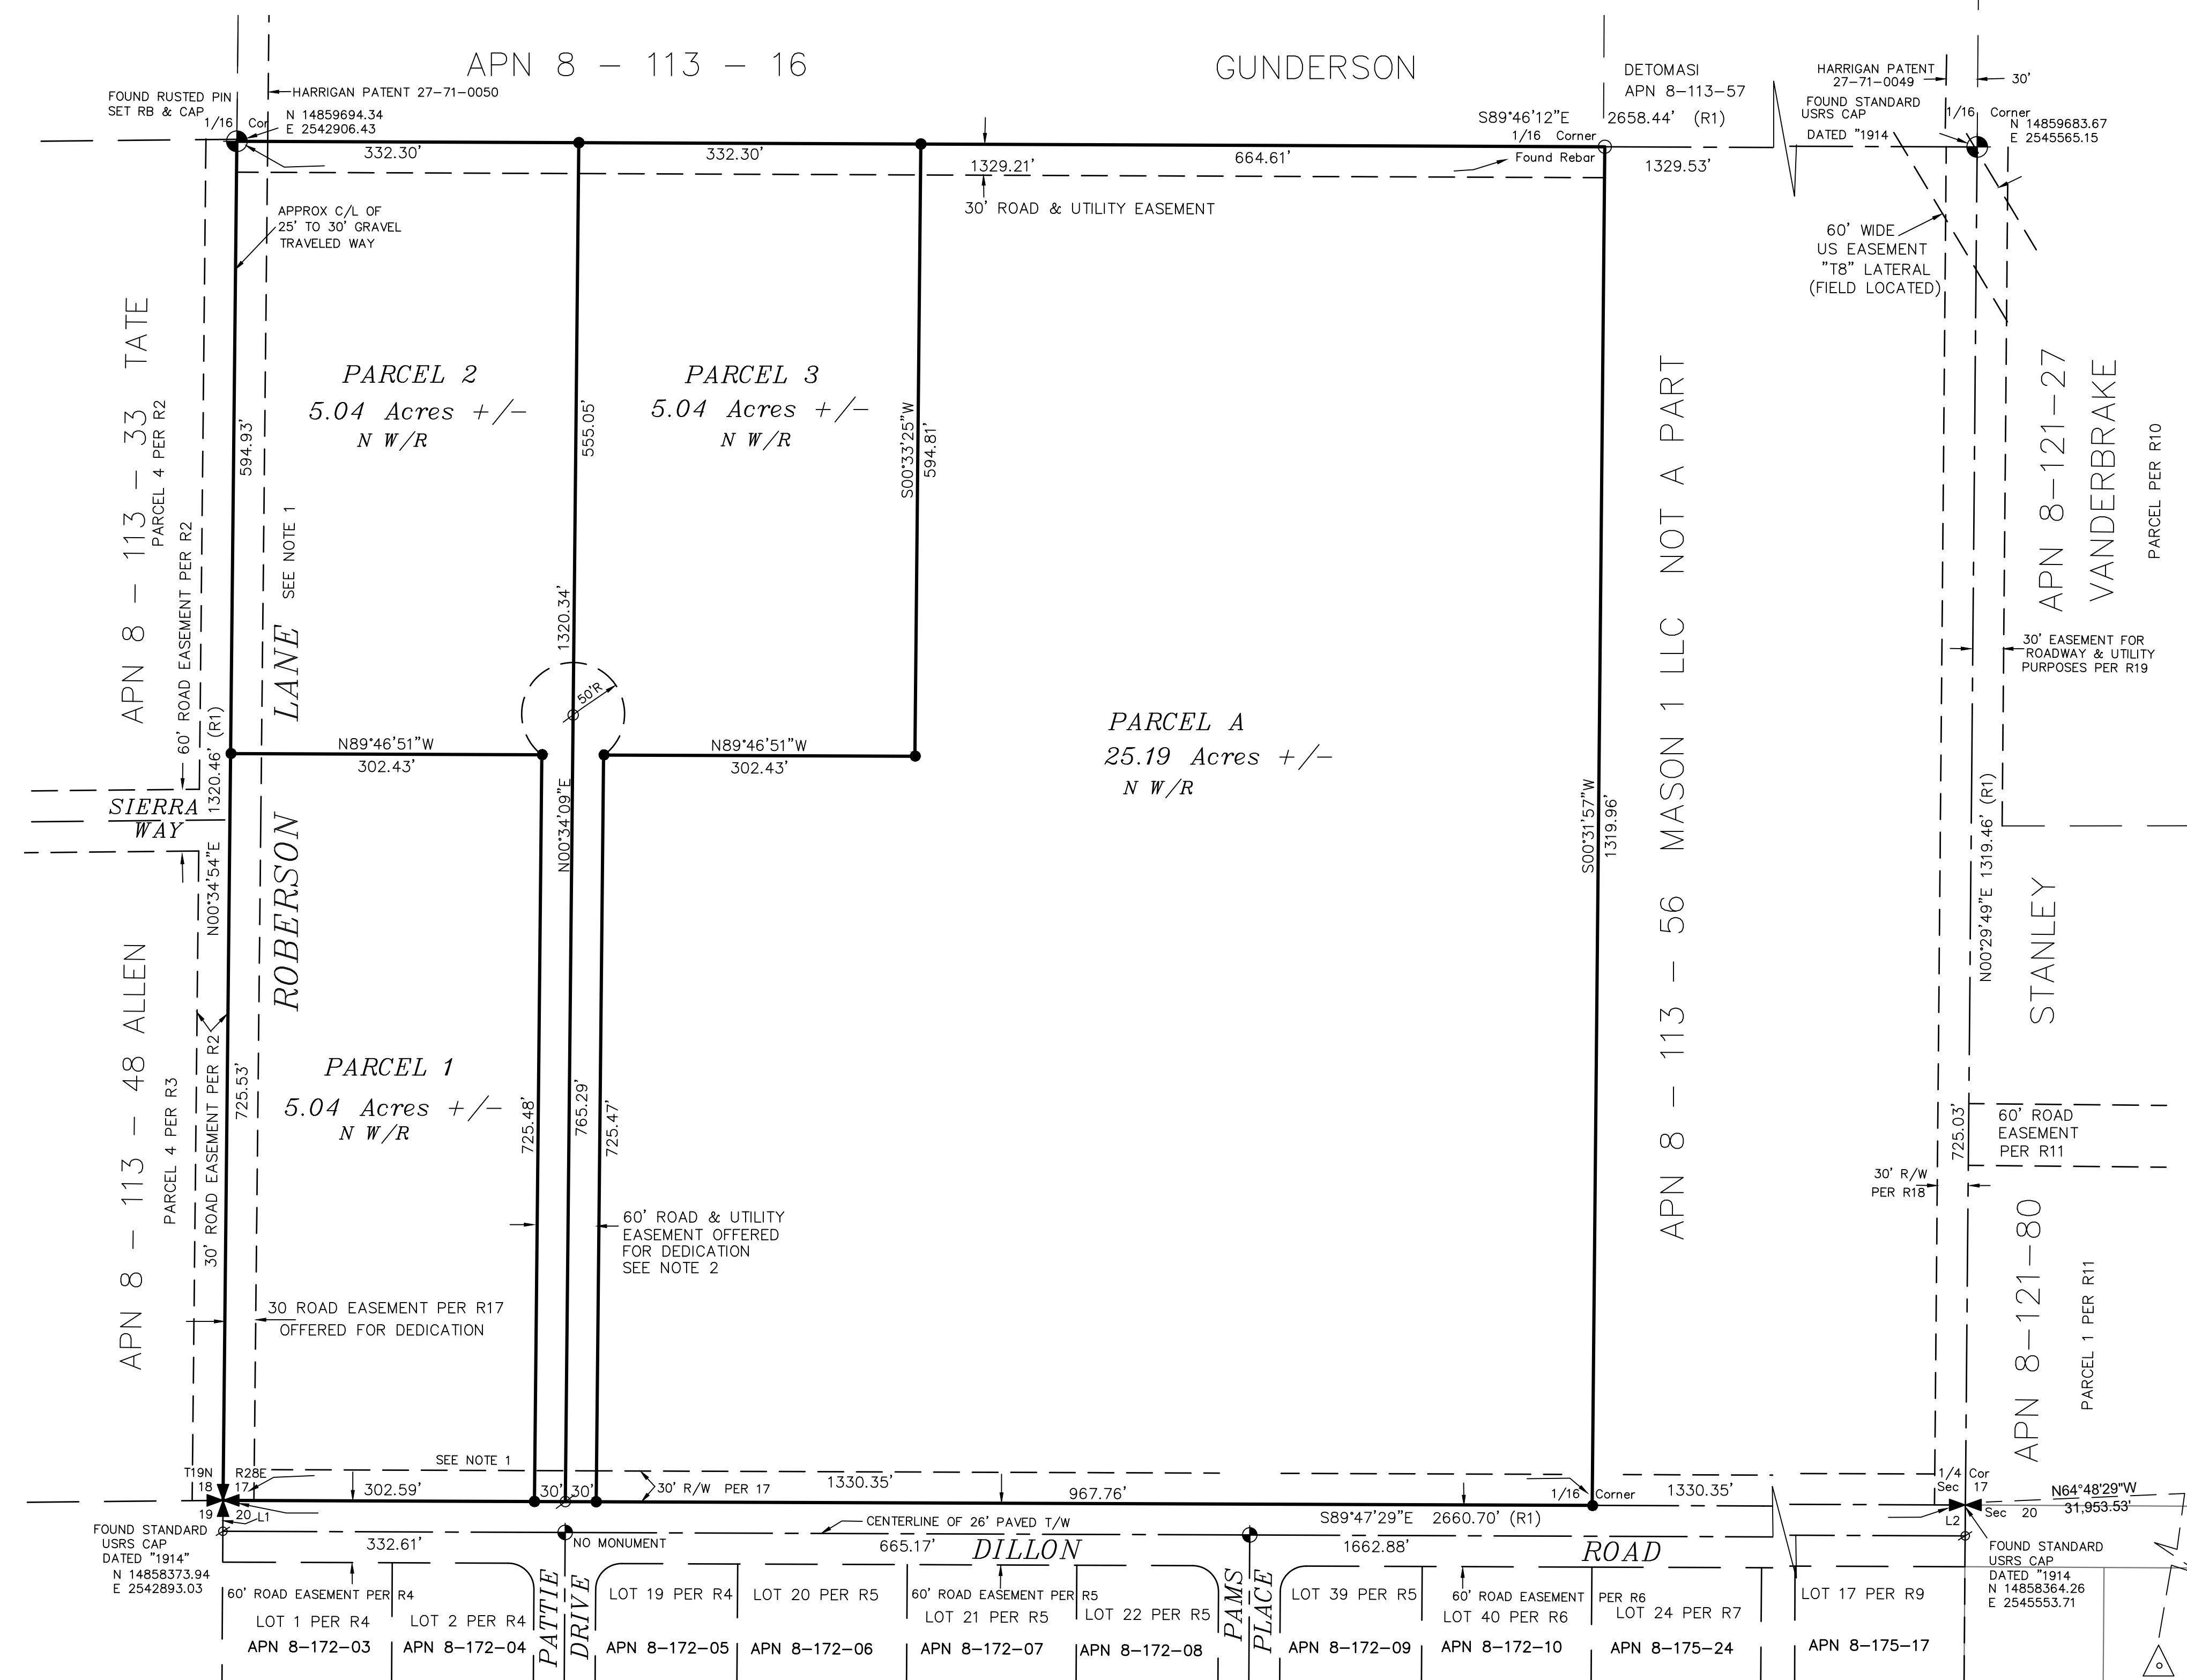 APN 8 – 113 – 16
GUNDERSON
DETOMASI
APN 8–113–57
HARRIGAN PATENT
27–71–0049
30'
FOUND STANDARD
USRS CAP
DATED "1914
1/16 Corner
N 14859683.67
E 2545565.15
FOUND RUSTED PIN
SET RB & CAP
1/16 Cor
HARRIGAN PATENT 27–71–0050
N 14859694.34
E 2542906.43
S89°46'12"E 2658.44' (R1)
1/16 Corner
Found Rebar
332.30'
332.30'
664.61'
1329.21'
1329.53'
30' ROAD & UTILITY EASEMENT
APPROX C/L OF
25' TO 30' GRAVEL
TRAVELED WAY
60' WIDE
US EASEMENT
"T8" LATERAL
(FIELD LOCATED)
APN 8 – 113 – 33 TATE
PARCEL 4 PER R2
60' ROAD EASEMENT PER R2
594.93'
PARCEL 2
5.04 Acres +/–
N W/R
555.05'
PARCEL 3
5.04 Acres +/–
N W/R
S00°33'25"W
594.81'
SEE NOTE 1
ROBERSON LANE
1320.34'
50'R
N89°46'51"W
302.43'
N89°46'51"W
302.43'
N00°34'09"E
PARCEL A
25.19 Acres +/–
N W/R
S00°31'57"W
1319.96'
APN 8 – 113 – 56 MASON 1 LLC NOT A PART
APN 8–121–27
VANDERBRAKE
PARCEL PER R10
30' EASEMENT FOR
ROADWAY & UTILITY
PURPOSES PER R19
N00°29'49"E 1319.46' (R1)
STANLEY
SIERRA
WAY
N00°34'54"E 1320.46' (R1)
APN 8 – 113 – 48 ALLEN
PARCEL 4 PER R3
30' ROAD EASEMENT PER R2
725.53'
PARCEL 1
5.04 Acres +/–
N W/R
725.48'
765.29'
725.47'
60' ROAD & UTILITY
EASEMENT OFFERED
FOR DEDICATION
SEE NOTE 2
30 ROAD EASEMENT PER R17
OFFERED FOR DEDICATION
725.03'
60' ROAD
EASEMENT
PER R11
30' R/W
PER R18
APN 8–121–80
PARCEL 1 PER R11
SEE NOTE 1
T19N R28E
18 17
19 20
L1
302.59'
30' 30'
30' R/W PER 17
1330.35'
967.76'
1/16 Corner
1330.35'
1/4 Cor
Sec 17
Sec 20
L2
N64°48'29"W
31,953.53'
S89°47'29"E 2660.70' (R1)
CENTERLINE OF 26' PAVED T/W
FOUND STANDARD
USRS CAP
DATED "1914"
N 14858373.94
E 2542893.03
332.61'
NO MONUMENT
665.17'
DILLON
1662.88'
ROAD
FOUND STANDARD
USRS CAP
DATED "1914
N 14858364.26
E 2545553.71
60' ROAD EASEMENT PER R4
LOT 1 PER R4
APN 8–172–03
LOT 2 PER R4
APN 8–172–04
PATTIE
DRIVE
LOT 19 PER R4
APN 8–172–05
LOT 20 PER R5
APN 8–172–06
60' ROAD EASEMENT PER R5
LOT 21 PER R5
APN 8–172–07
LOT 22 PER R5
APN 8–172–08
PAMS
PLACE
LOT 39 PER R5
APN 8–172–09
60' ROAD EASEMENT PER R6
LOT 40 PER R6
APN 8–172–10
LOT 24 PER R7
APN 8–175–24
LOT 17 PER R9
APN 8–175–17